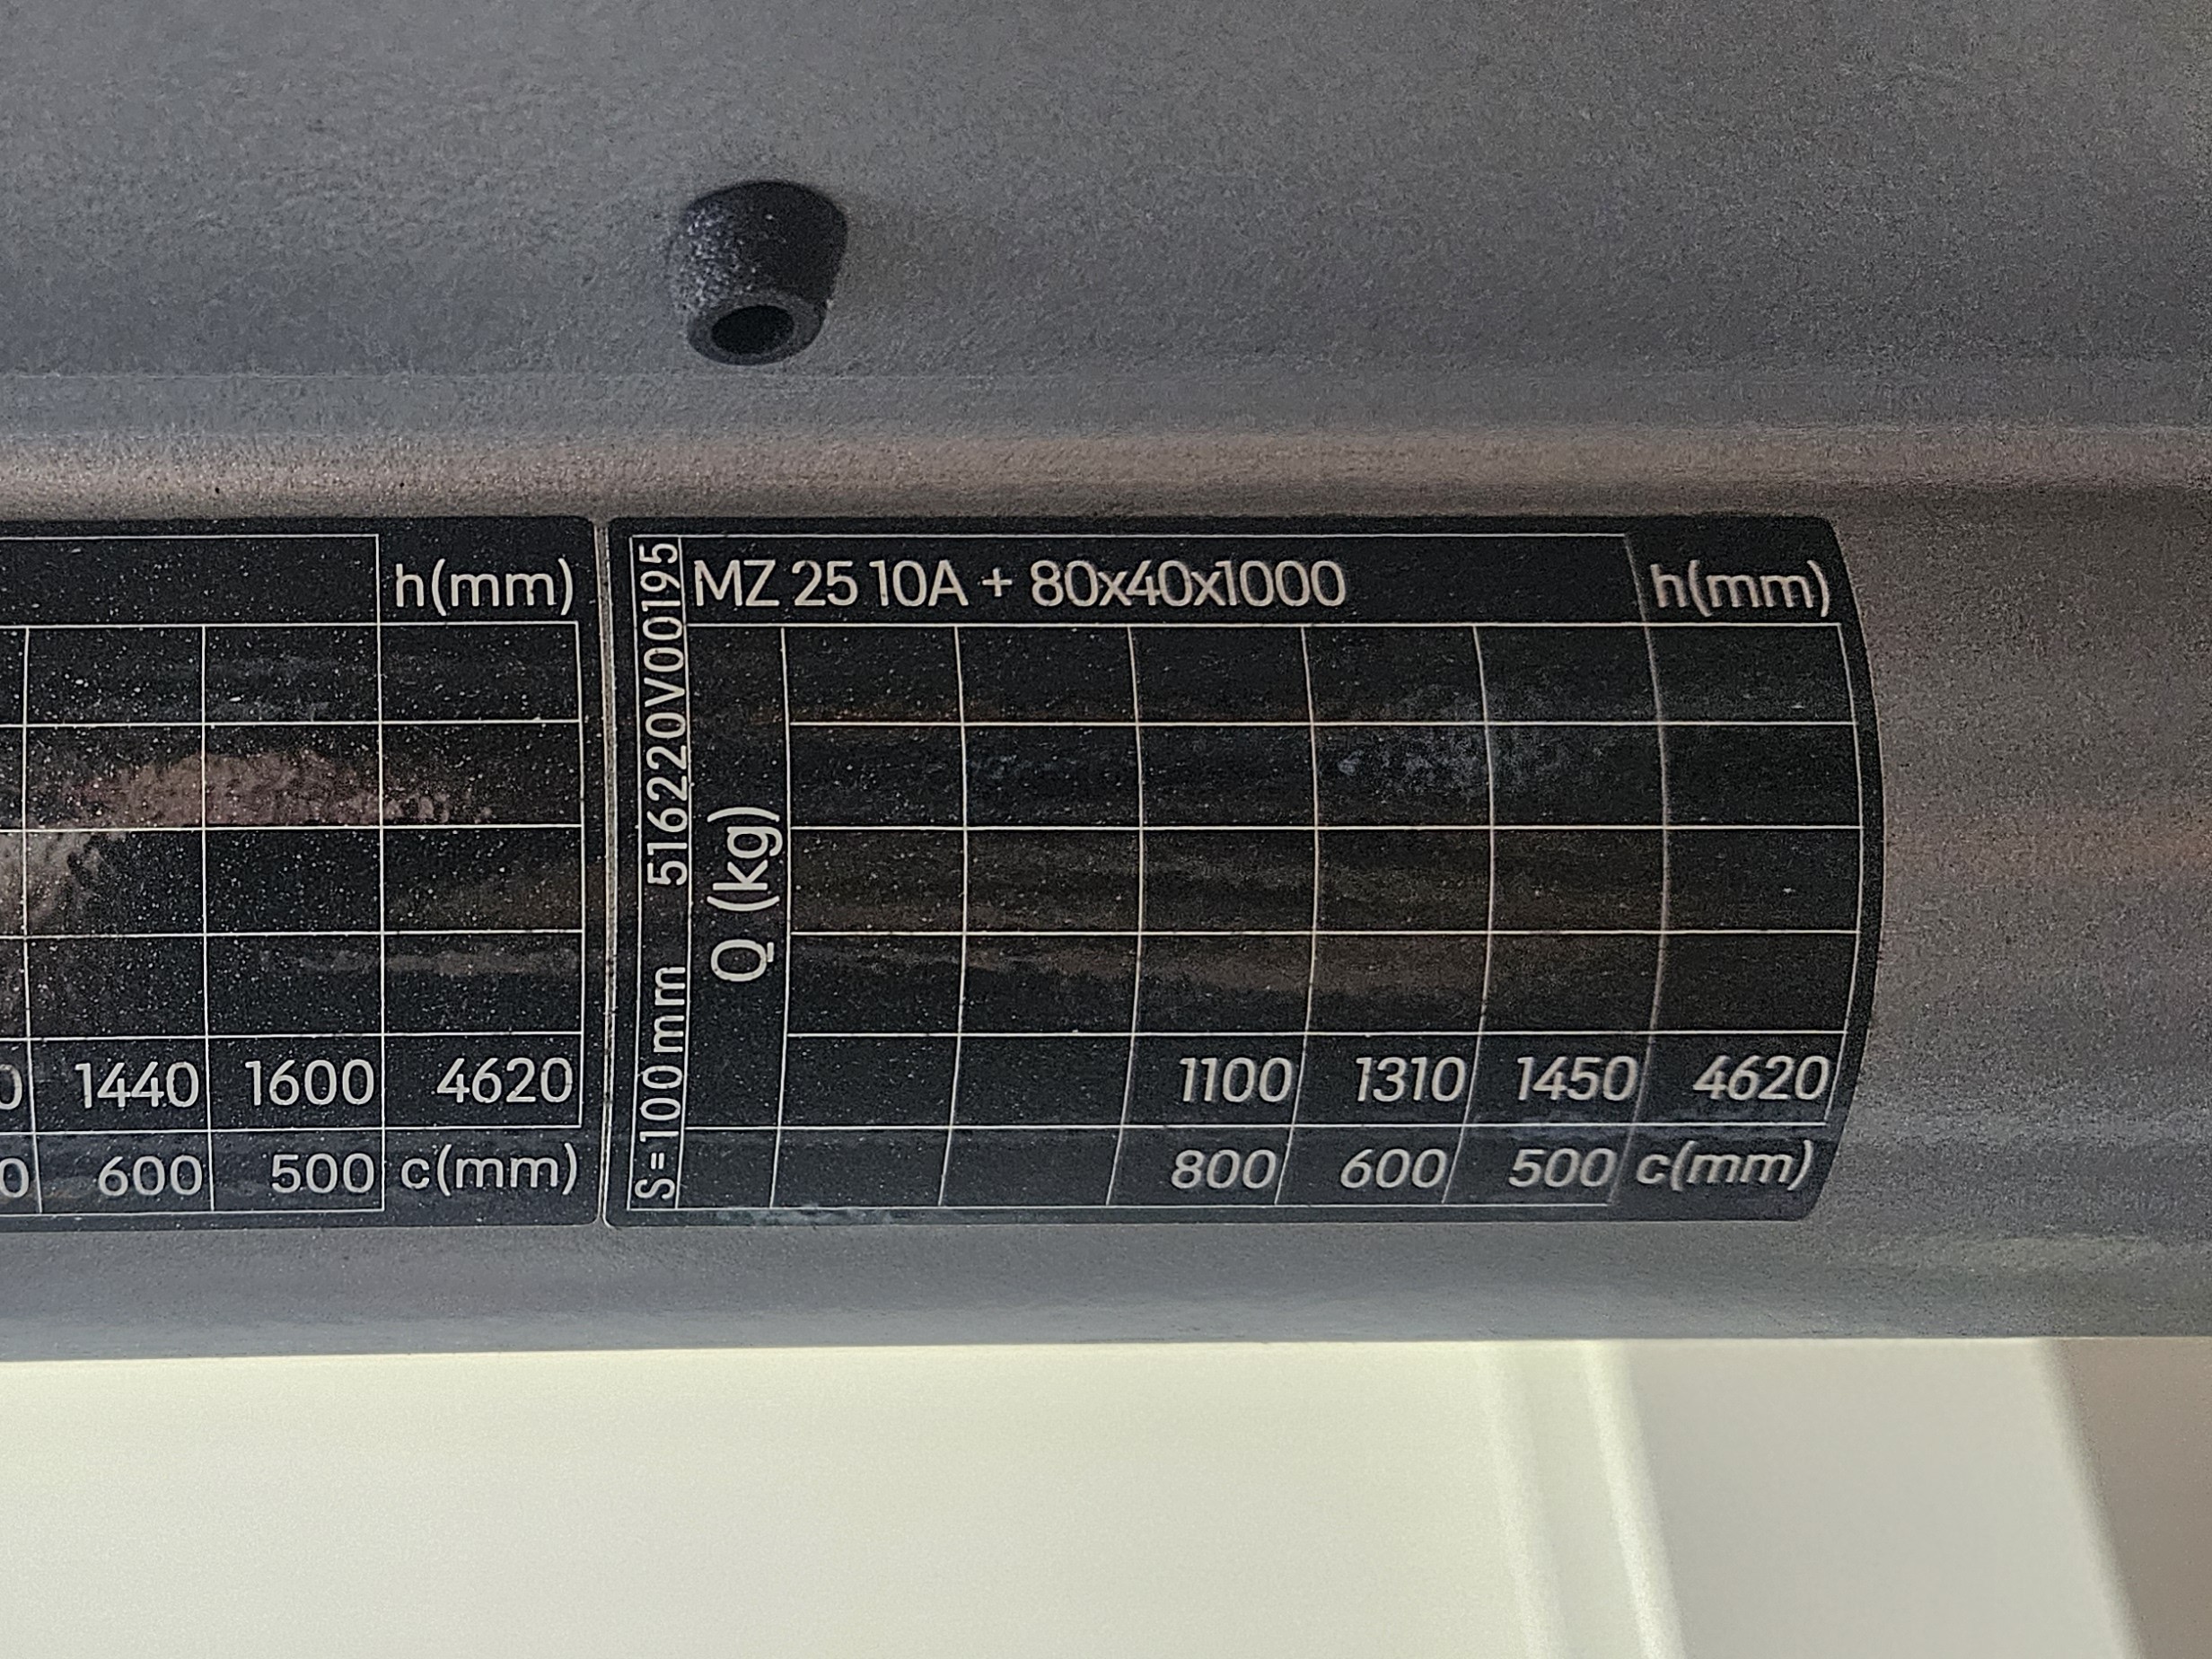 h(mm)
1440 1600 4620
600 500 c(mm)
S=100mm 5162220V00195
MZ 25 10A + 80x40x1000 h(mm)
Q (kg)
1100 1310 1450 4620
800 600 500 c(mm)